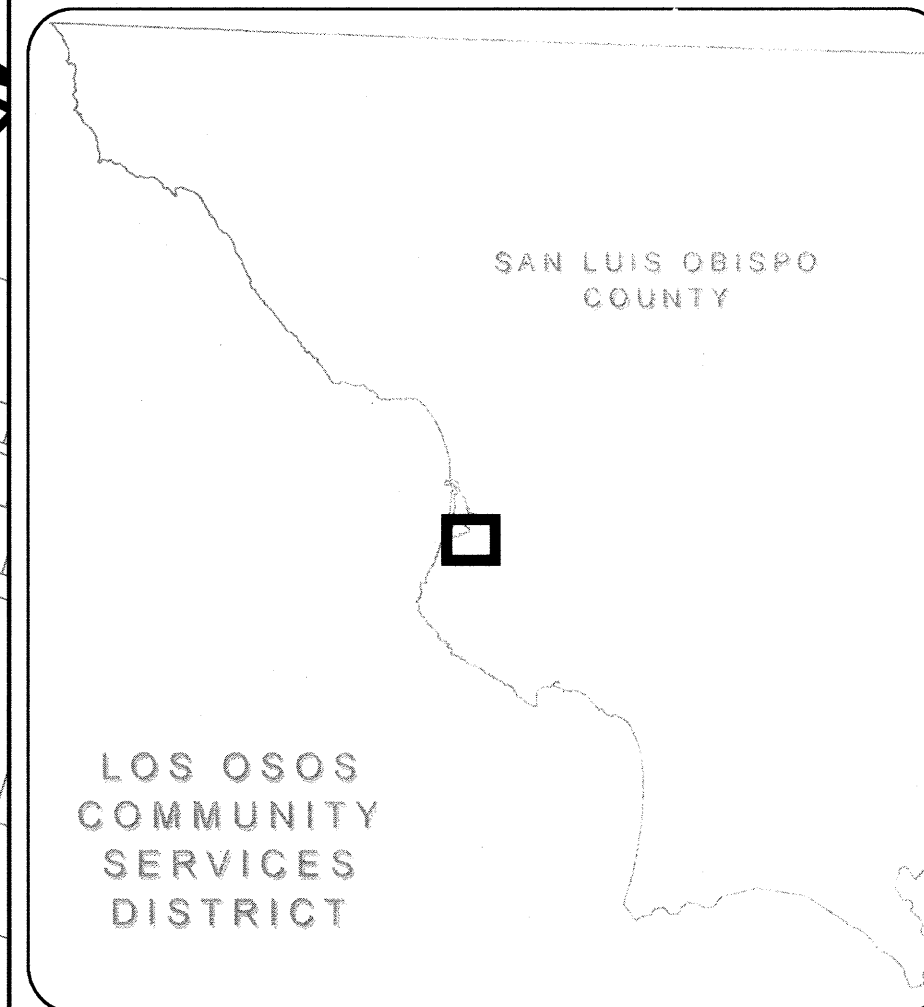 SAN LUIS OBISPO
COUNTY
LOS OSOS
COMMUNITY
SERVICES
DISTRICT